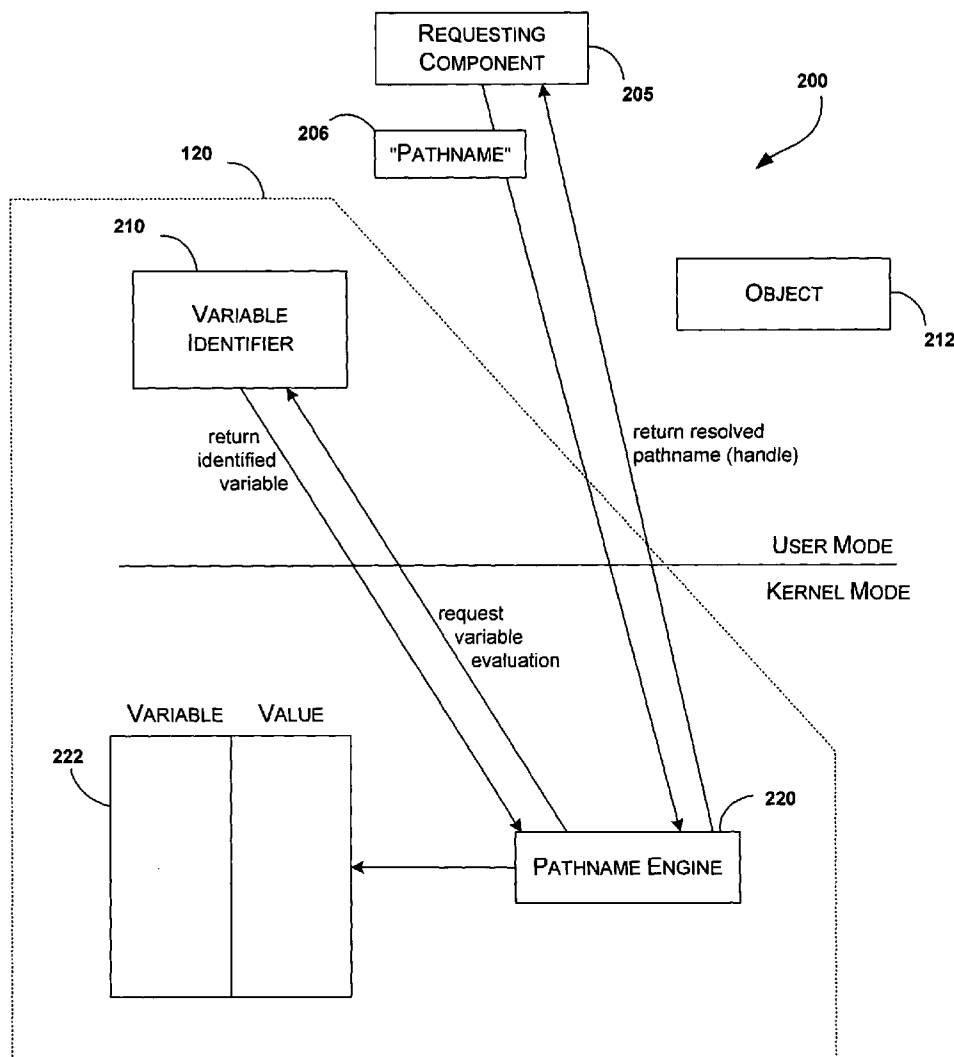 REQUESTING
COMPONENT
205
200
206
"PATHNAME"
120
210
VARIABLE
IDENTIFIER
OBJECT
212
return
identified
variable
return resolved
pathname (handle)
USER MODE
KERNEL MODE
request
variable
evaluation
VARIABLE VALUE
222
220
PATHNAME ENGINE